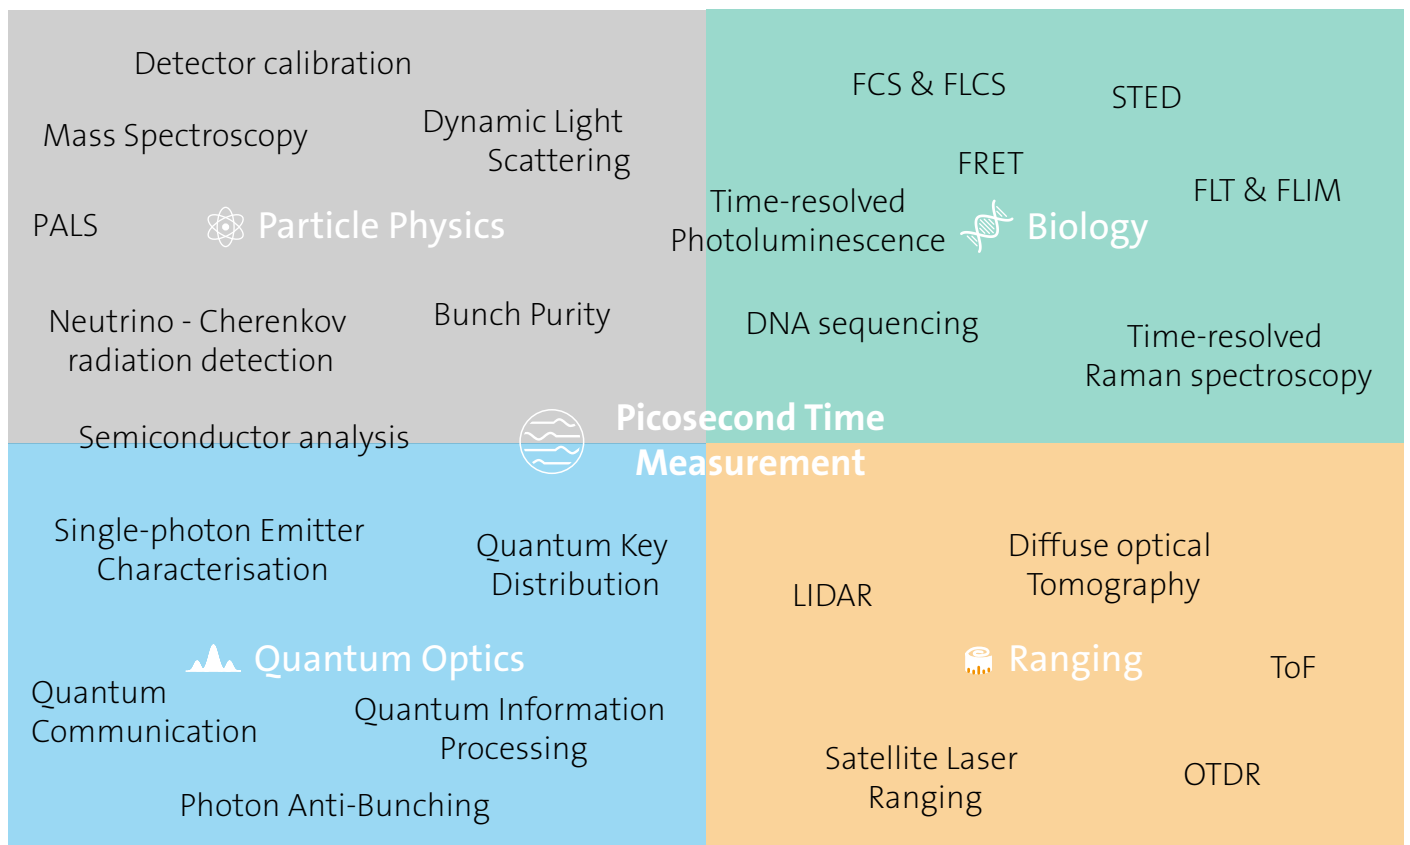 Detector calibration
Mass Spectroscopy
Dynamic Light
Scattering
PALS
Particle Physics
Neutrino - Cherenkov
radiation detection
Bunch Purity
Semiconductor analysis
FCS & FLCS
STED
FRET
Time-resolved
Photoluminescence
FLT & FLIM
Biology
DNA sequencing
Time-resolved
Raman spectroscopy
Picosecond Time
Measurement
Single-photon Emitter
Characterisation
Quantum Key
Distribution
Quantum Optics
Quantum
Communication
Quantum Information
Processing
Photon Anti-Bunching
Diffuse optical
Tomography
LIDAR
Ranging
ToF
Satellite Laser
Ranging
OTDR